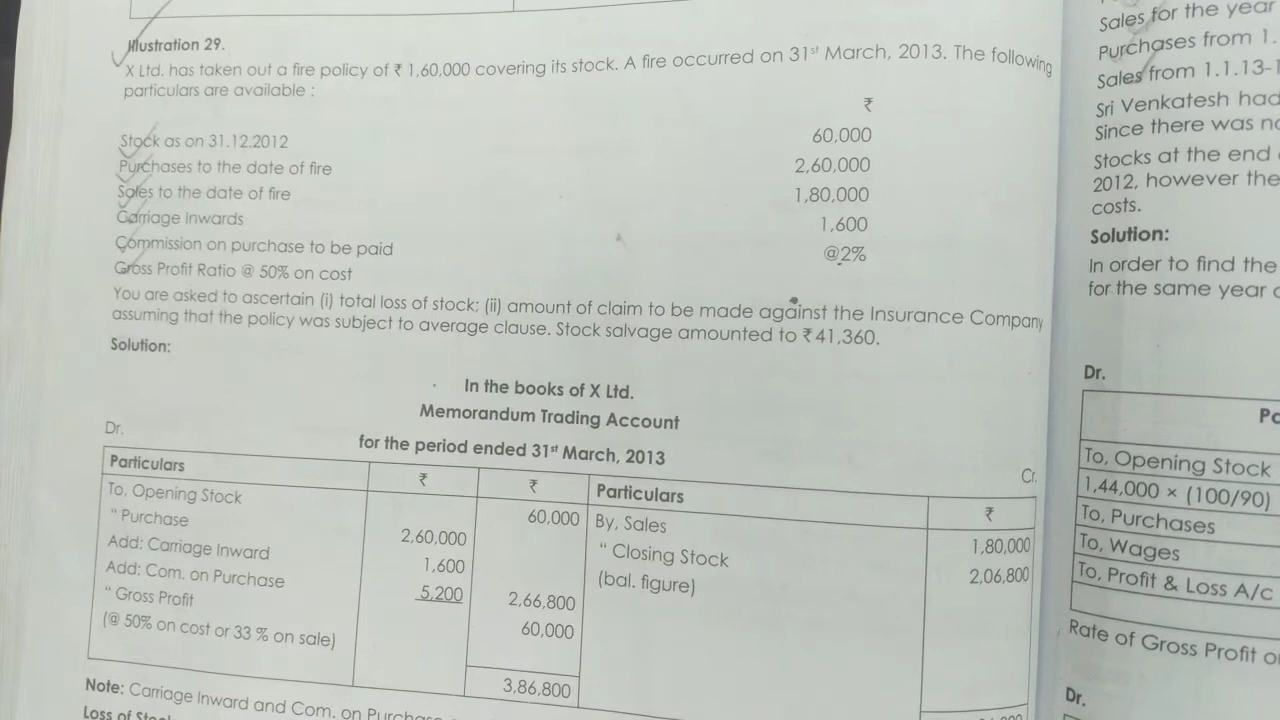 Illustration 29.
X Ltd. has taken out a fire policy of ₹ 1,60,000 covering its stock. A fire occurred on 31st March, 2013. The following
particulars are available :
₹
Stock as on 31.12.2012 60,000
Purchases to the date of fire 2,60,000
Sales to the date of fire 1,80,000
Carriage Inwards 1,600
Commission on purchase to be paid @2%
Gross Profit Ratio @ 50% on cost
You are asked to ascertain (i) total loss of stock; (ii) amount of claim to be made against the Insurance Company
assuming that the policy was subject to average clause. Stock salvage amounted to ₹ 41,360.
Solution:
In the books of X Ltd.
Memorandum Trading Account
for the period ended 31st March, 2013
Dr. Cr.
Particulars ₹ ₹ Particulars ₹
To, Opening Stock 60,000 By, Sales 1,80,000
" Purchase 2,60,000 " Closing Stock 2,06,800
Add: Carriage Inward 1,600 (bal. figure)
Add: Com. on Purchase 5,200 2,66,800
" Gross Profit 60,000
(@ 50% on cost or 33 % on sale)
3,86,800
Note: Carriage Inward and Com. on
Loss of
Sales for the year
Purchases from 1.
Sales from 1.1.13-
Sri Venkatesh had
Since there was
Stocks at the end
2012, however the
costs.
Solution:
In order to find the
for the same year
Dr.
To, Opening Stock
1,44,000 × (100/90)
To, Purchases
To, Wages
To, Profit & Loss A/c
Rate of Gross Profit
Dr.